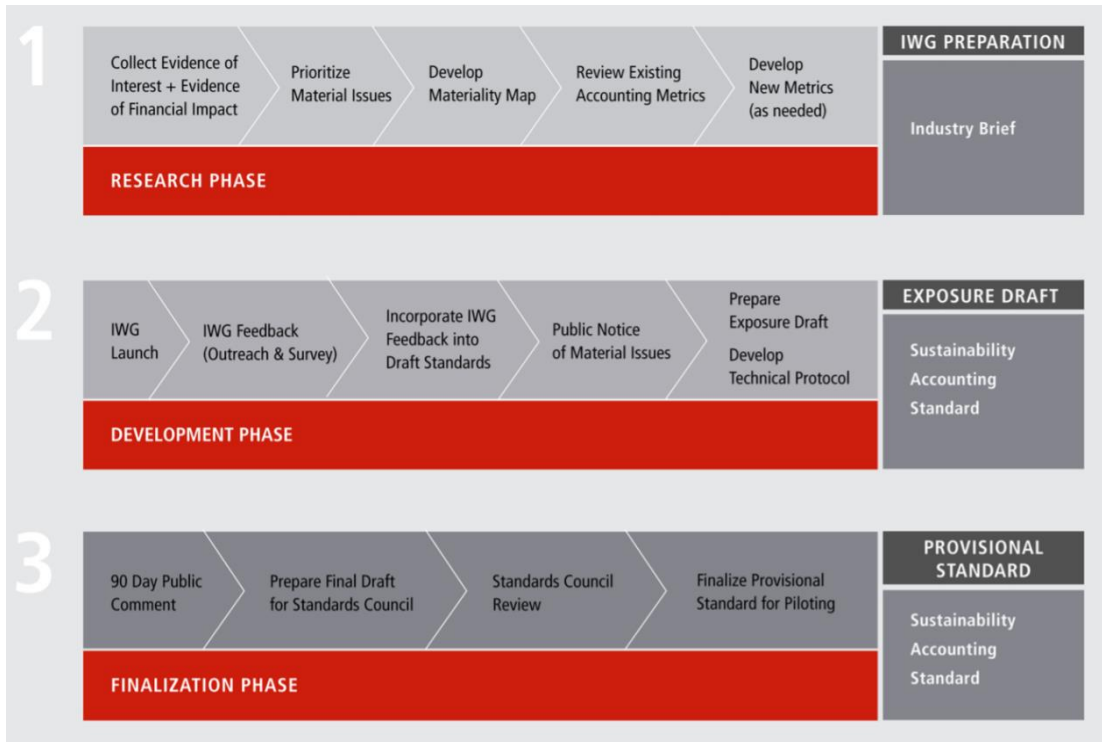 1
Collect Evidence of
Interest + Evidence
of Financial Impact
Prioritize
Material Issues
Develop
Materiality Map
Review Existing
Accounting Metrics
Develop
New Metrics
(as needed)
RESEARCH PHASE
IWG PREPARATION
Industry Brief
2
IWG
Launch
IWG Feedback
(Outreach & Survey)
Incorporate IWG
Feedback into
Draft Standards
Public Notice
of Material Issues
Prepare
Exposure Draft
Develop
Technical Protocol
DEVELOPMENT PHASE
EXPOSURE DRAFT
Sustainability
Accounting
Standard
3
90 Day Public
Comment
Prepare Final Draft
for Standards Council
Standards Council
Review
Finalize Provisional
Standard for Piloting
FINALIZATION PHASE
PROVISIONAL
STANDARD
Sustainability
Accounting
Standard